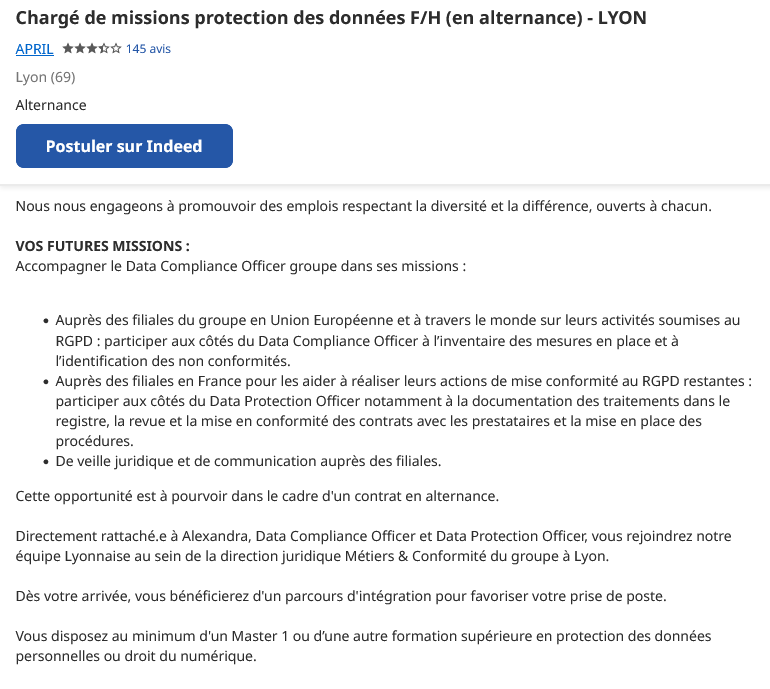 Chargé de missions protection des données F/H (en alternance) - LYON
APRIL 145 avis
Lyon (69)
Alternance
Postuler sur Indeed
Nous nous engageons à promouvoir des emplois respectant la diversité et la différence, ouverts à chacun.
VOS FUTURES MISSIONS :
Accompagner le Data Compliance Officer groupe dans ses missions :
• Auprès des filiales du groupe en Union Européenne et à travers le monde sur leurs activités soumises au
RGPD : participer aux côtés du Data Compliance Officer à l’inventaire des mesures en place et à
l’identification des non conformités.
• Auprès des filiales en France pour les aider à réaliser leurs actions de mise conformité au RGPD restantes :
participer aux côtés du Data Protection Officer notamment à la documentation des traitements dans le
registre, la revue et la mise en conformité des contrats avec les prestataires et la mise en place des
procédures.
• De veille juridique et de communication auprès des filiales.
Cette opportunité est à pourvoir dans le cadre d'un contrat en alternance.
Directement rattaché.e à Alexandra, Data Compliance Officer et Data Protection Officer, vous rejoindrez notre
équipe Lyonnaise au sein de la direction juridique Métiers & Conformité du groupe à Lyon.
Dès votre arrivée, vous bénéficierez d'un parcours d'intégration pour favoriser votre prise de poste.
Vous disposez au minimum d'un Master 1 ou d’une autre formation supérieure en protection des données
personnelles ou droit du numérique.